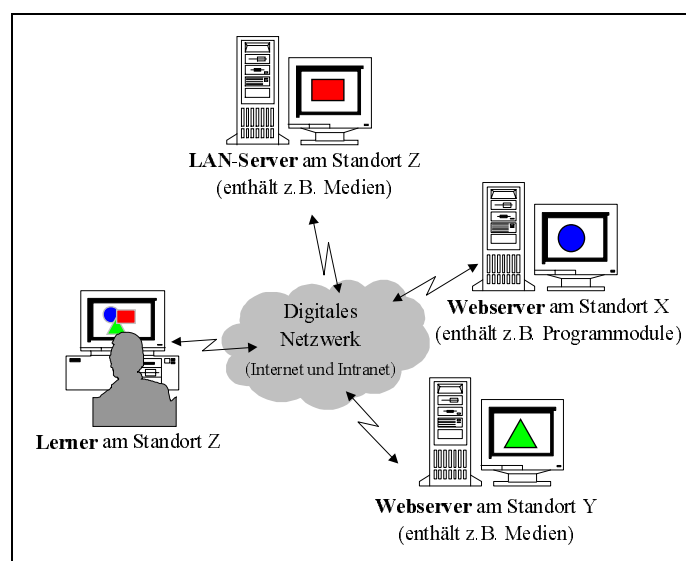 LAN-Server am Standort Z
(enthält z.B. Medien)
Webserver am Standort X
(enthält z.B. Programmodule)
Digitales
Netzwerk
(Internet und Intranet)
Lerner am Standort Z
Webserver am Standort Y
(enthält z.B. Medien)